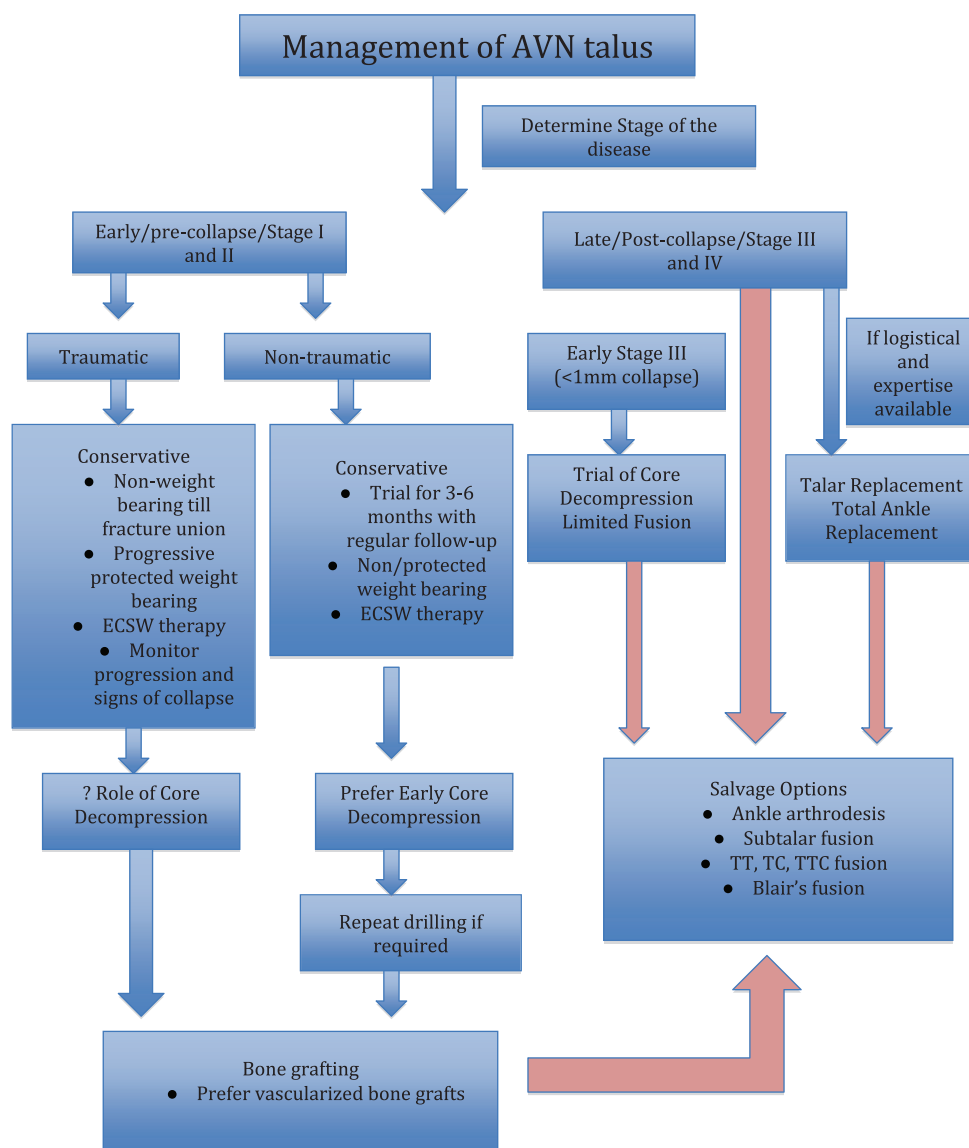 Management of AVN talus
Determine Stage of the
disease
Early/pre-collapse/Stage I
and II
Late/Post-collapse/Stage III
and IV
Traumatic
Non-traumatic
Early Stage III
(<1mm collapse)
If logistical
and
expertise
available
Conservative
● Non-weight
bearing till
fracture union
● Progressive
protected weight
bearing
● ECSW therapy
● Monitor
progression and
signs of collapse
Conservative
● Trial for 3-6
months with
regular follow-up
● Non/protected
weight bearing
● ECSW therapy
Trial of Core
Decompression
Limited Fusion
Talar Replacement
Total Ankle
Replacement
? Role of Core
Decompression
Prefer Early Core
Decompression
Salvage Options
● Ankle arthrodesis
● Subtalar fusion
● TT, TC, TTC fusion
● Blair's fusion
Repeat drilling if
required
Bone grafting
● Prefer vascularized bone grafts